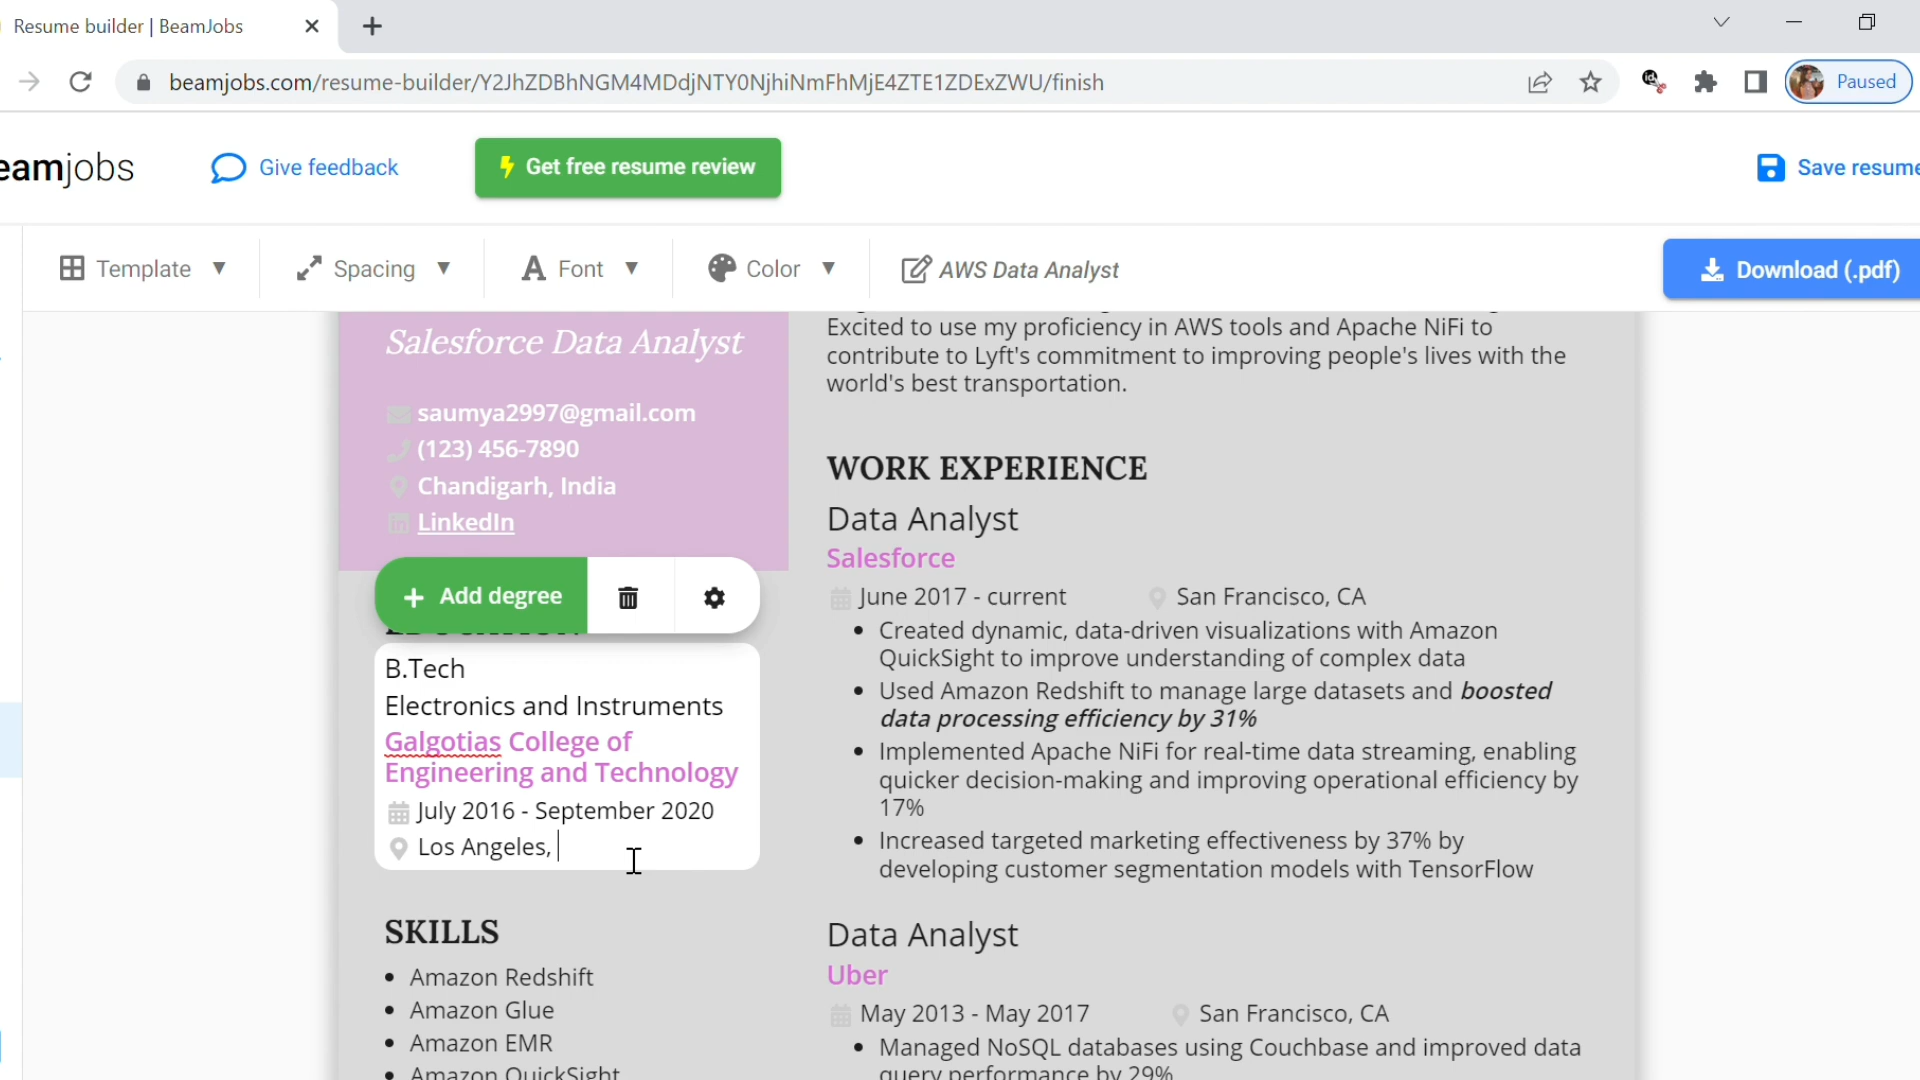 Resume builder | BeamJobs
beamjobs.com/resume-builder/Y2JhZDBhNGM4MDdjNTY0NjhiNmFhMjE4ZTE1ZDExZWU/finish
Paused
eamjobs
Give feedback
Get free resume review
Save resume
Template
Spacing
Font
Color
AWS Data Analyst
Download (.pdf)
Salesforce Data Analyst
saumya2997@gmail.com
(123) 456-7890
Chandigarh, India
LinkedIn
Add degree
B.Tech
Electronics and Instruments
Galgotias College of
Engineering and Technology
July 2016 - September 2020
Los Angeles,
SKILLS
Amazon Redshift
Amazon Glue
Amazon EMR
Amazon QuickSight
Excited to use my proficiency in AWS tools and Apache NiFi to
contribute to Lyft's commitment to improving people's lives with the
world's best transportation.
WORK EXPERIENCE
Data Analyst
Salesforce
June 2017 - current San Francisco, CA
Created dynamic, data-driven visualizations with Amazon
QuickSight to improve understanding of complex data
Used Amazon Redshift to manage large datasets and boosted
data processing efficiency by 31%
Implemented Apache NiFi for real-time data streaming, enabling
quicker decision-making and improving operational efficiency by
17%
Increased targeted marketing effectiveness by 37% by
developing customer segmentation models with TensorFlow
Data Analyst
Uber
May 2013 - May 2017 San Francisco, CA
Managed NoSQL databases using Couchbase and improved data
query performance by 29%